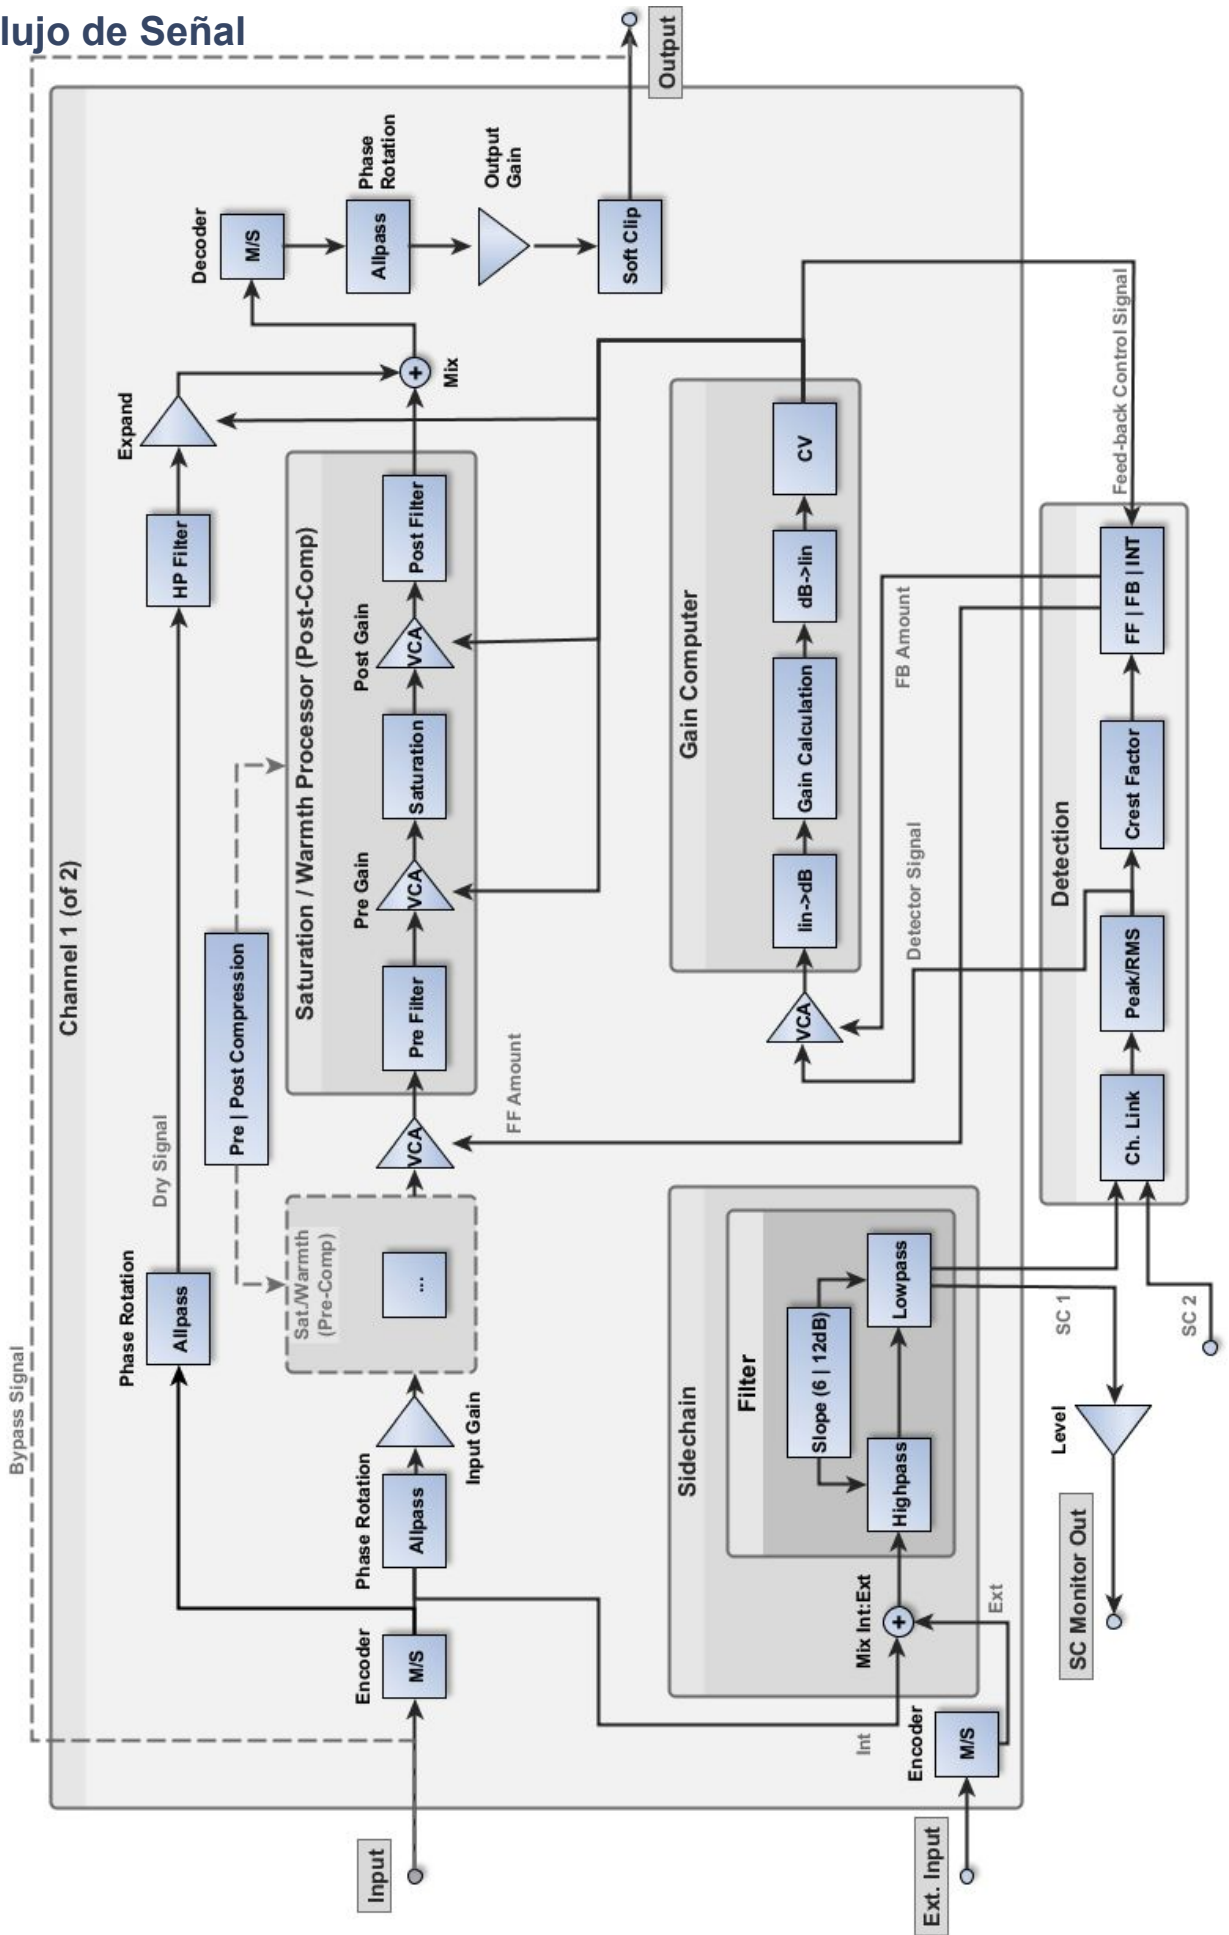 lujo de Señal
Bypass Signal
Channel 1 (of 2)
Phase Rotation
Allpass
Dry Signal
HP Filter
Expand
Pre | Post Compression
Input
Encoder
M/S
Phase Rotation
Allpass
Input Gain
Sat./Warmth
(Pre-Comp)
...
VCA
FF Amount
Saturation / Warmth Processor (Post-Comp)
Pre Filter
Pre Gain
VCA
Saturation
Post Gain
VCA
Post Filter
Mix
+
Decoder
M/S
Phase
Rotation
Allpass
Output
Gain
Soft Clip
Output
Sidechain
Filter
Slope (6 | 12dB)
Highpass
Lowpass
Mix Int:Ext
+
Int
Ext
Ext. Input
Encoder
M/S
Gain Computer
VCA
lin->dB
Gain Calculation
dB->lin
CV
Detector Signal
FB Amount
Detection
Ch. Link
Peak/RMS
Crest Factor
FF | FB | INT
Feed-back Control Signal
SC 1
SC 2
Level
SC Monitor Out